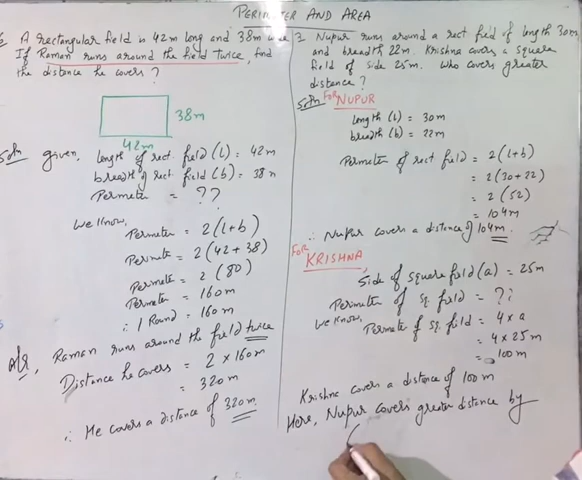 PERIMETER AND AREA
A rectangular field is 42m long and 38m wide
If Raman runs around the field twice, find
the distance he covers?
38m
42m
Soln given, Length of rect. field (L) = 42m
breadth of rect field (b) = 38m
Perimeter = ??
We know,
Perimeter = 2(L+b)
Perimete = 2(42+38)
Perimeter = 2(80)
Perimeter = 160m
∴ 1 Round = 160m
Raman runs around the field twice
Distance he covers = 2 × 160m
= 320m
∴ He covers a distance of 320m
3. Nupur runs around a rect field of length 30m
and breadth 22m. Krishna covers a square
field of side 25m. Who covers greater
distance?
Soln FOR NUPUR
length (L) = 30m
breadth (b) = 22m
Perimeter of rect field = 2(L+b)
= 2(30+22)
= 2(52)
= 104m
∴ Nupur covers a distance of 104m
FOR KRISHNA
Side of square field (a) = 25m
Perimeter of sq. field = ??
We know,
Perimete of sq. field = 4×a
= 4×25m
= 100m
Krishna covers a distance of 100m
Here, Nupur covers greater distance by